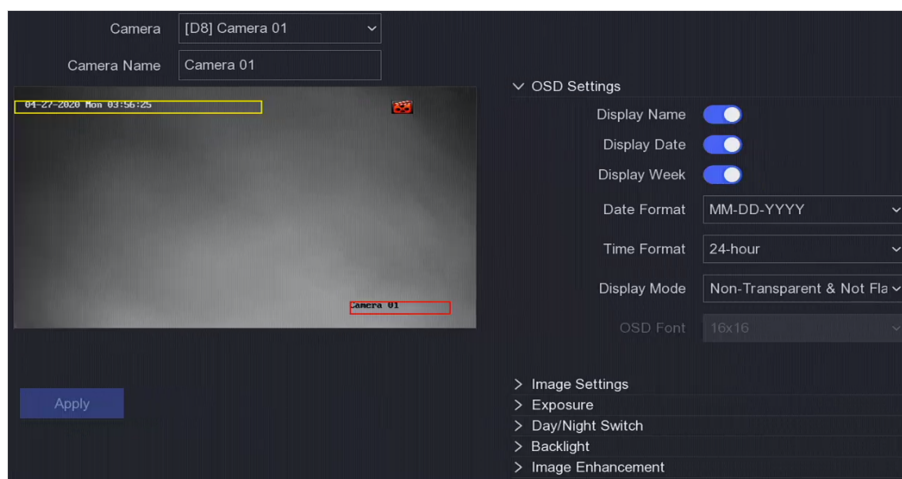 Camera [D8] Camera 01
Camera Name Camera 01
OSD Settings
04-27-2020 Mon 03:56:25
Display Name
Display Date
Display Week
Date Format MM-DD-YYYY
Time Format 24-hour
Display Mode Non-Transparent & Not Fla
Camera 01
OSD Font 16x16
Image Settings
Apply
Exposure
Day/Night Switch
Backlight
Image Enhancement